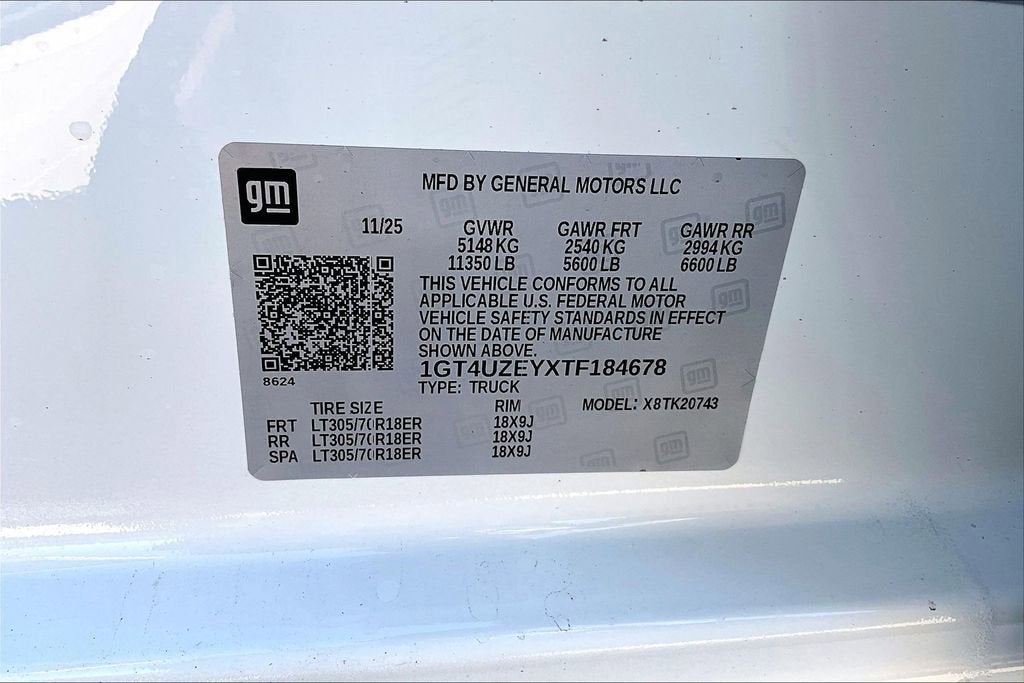 gm
MFD BY GENERAL MOTORS LLC
11/25 GVWR GAWR FRT GAWR RR
5148 KG 2540 KG 2994 KG
11350 LB 5600 LB 6600 LB
THIS VEHICLE CONFORMS TO ALL
APPLICABLE U.S. FEDERAL MOTOR
VEHICLE SAFETY STANDARDS IN EFFECT
ON THE DATE OF MANUFACTURE
SHOWN ABOVE.
1GT4UZEYXTF184678
8624
TYPE: TRUCK
TIRE SIZE RIM MODEL: X8TK20743
FRT LT305/70R18ER 18X9J
RR LT305/70R18ER 18X9J
SPA LT305/70R18ER 18X9J